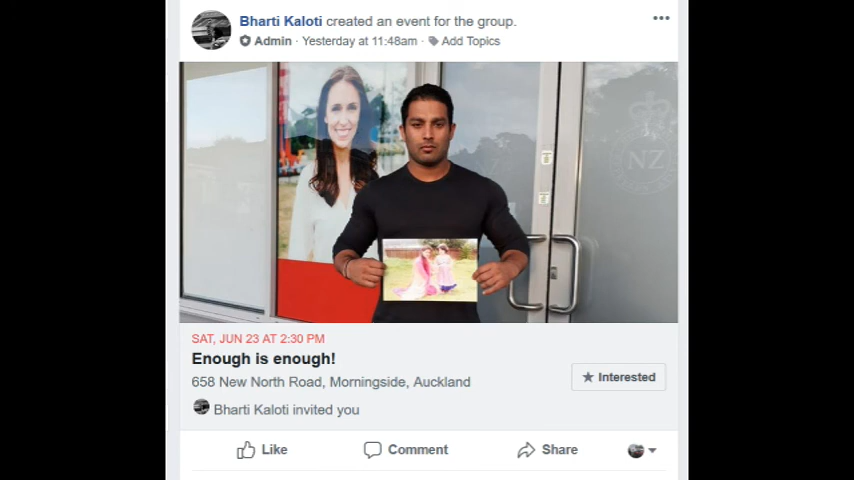 Bharti Kaloti created an event for the group.
Admin · Yesterday at 11:48am · Add Topics
NZ
SAT, JUN 23 AT 2:30 PM
Enough is enough!
658 New North Road, Morningside, Auckland
Interested
Bharti Kaloti invited you
Like Comment Share